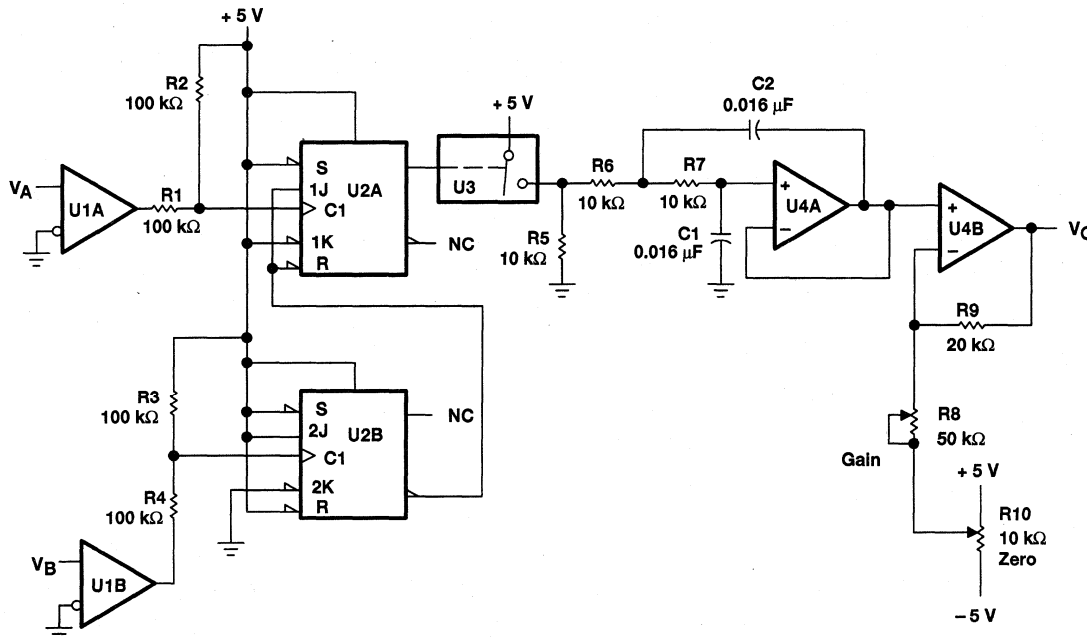 + 5 V
R2
100 kΩ
VA
U1A
R1
100 kΩ
S
1J
U2A
C1
1K
R
NC
+ 5 V
U3
R5
10 kΩ
R6
10 kΩ
R7
10 kΩ
C2
0.016 μF
C1
0.016 μF
+
U4A
–
+
U4B
–
VO
R9
20 kΩ
R8
50 kΩ
Gain
+ 5 V
R10
10 kΩ
Zero
– 5 V
R3
100 kΩ
R4
100 kΩ
S
2J
U2B
C1
2K
R
NC
VB
U1B